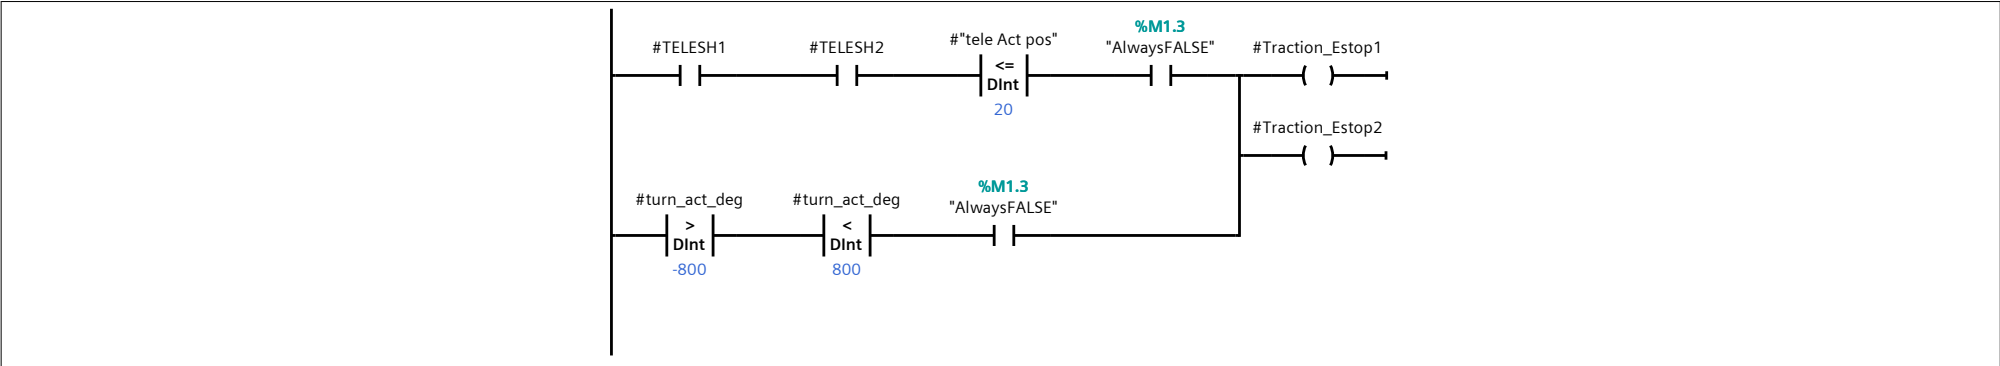 %M1.3
#TELESH1 #TELESH2 #"tele Act pos" "AlwaysFALSE" #Traction_Estop1
<=
DInt
20
#Traction_Estop2
%M1.3
#turn_act_deg #turn_act_deg "AlwaysFALSE"
> <
DInt DInt
-800 800